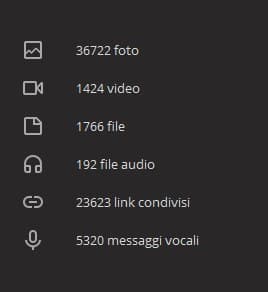 36722 foto
1424 video
1766 file
192 file audio
23623 link condivisi
5320 messaggi vocali